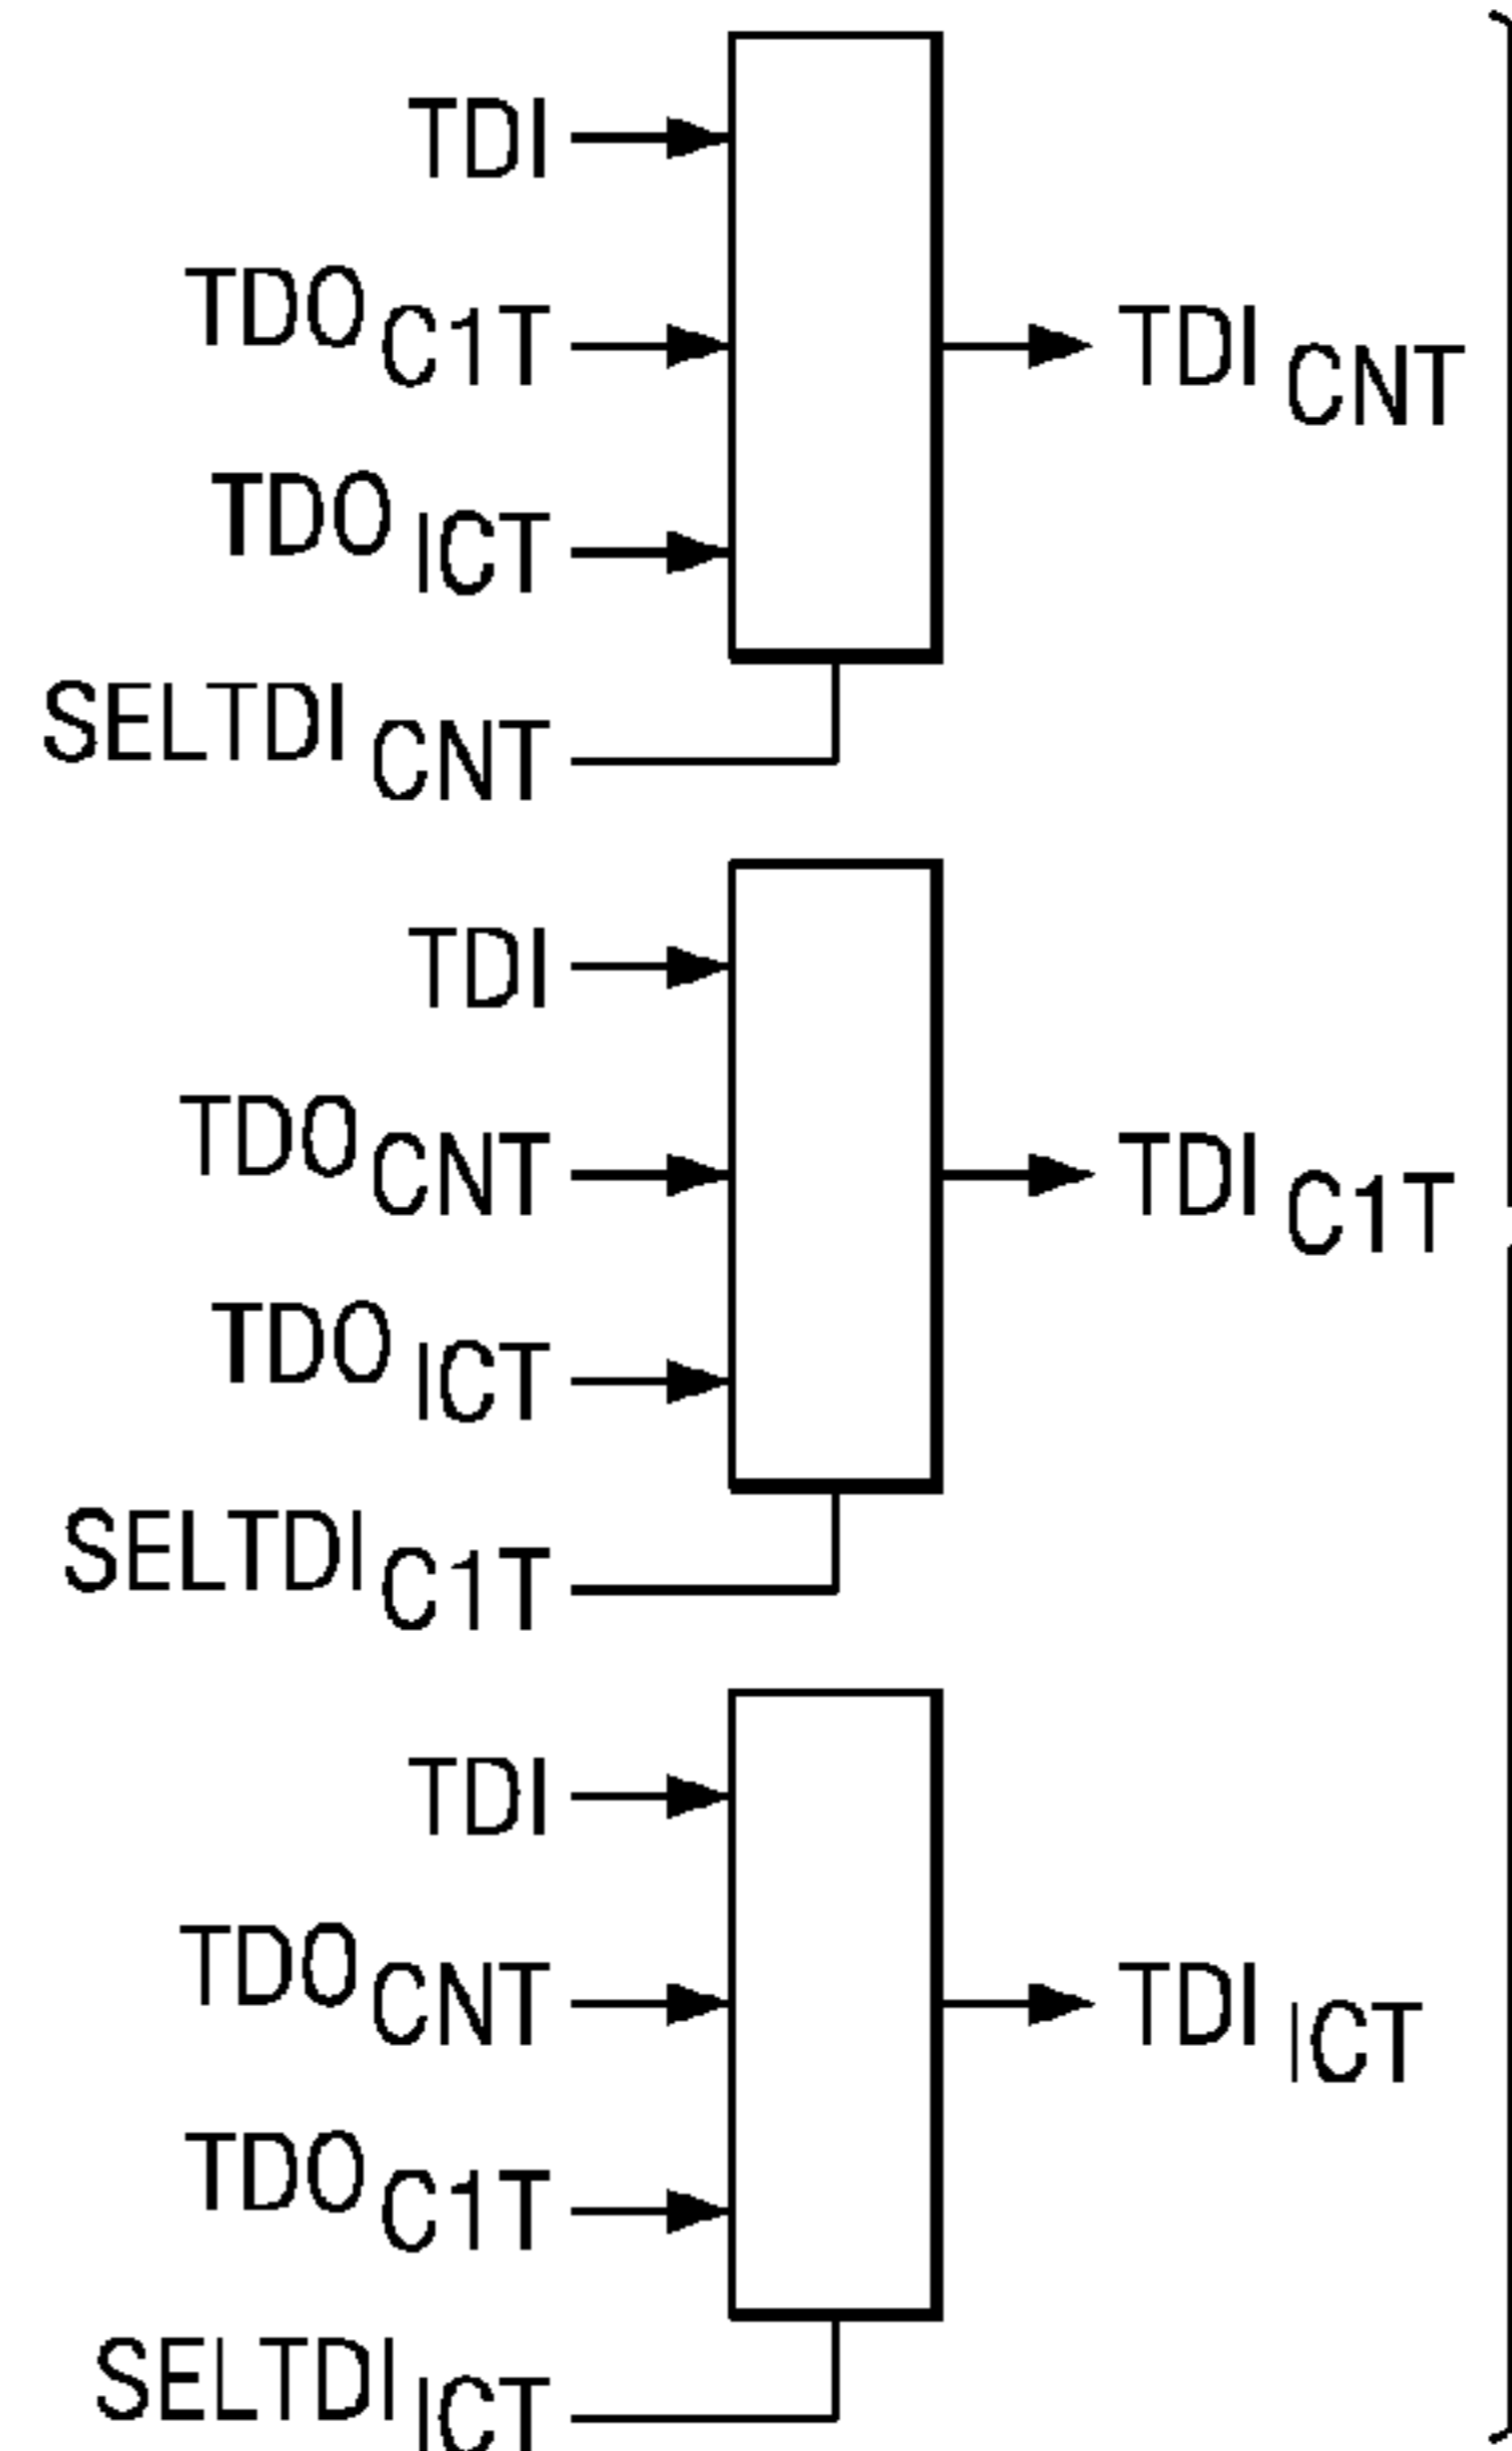 TDI
TDO C1T
TDI CNT
TDO ICT
SELTDI CNT
TDI
TDO CNT
TDI C1T
TDO ICT
SELTDI C1T
TDI
TDO CNT
TDI ICT
TDO C1T
SELTDI ICT